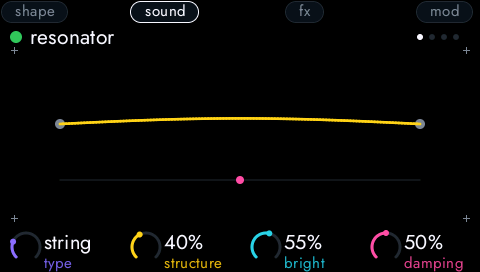 shape sound fx mod
resonator
string 40% 55% 50%
type structure bright damping